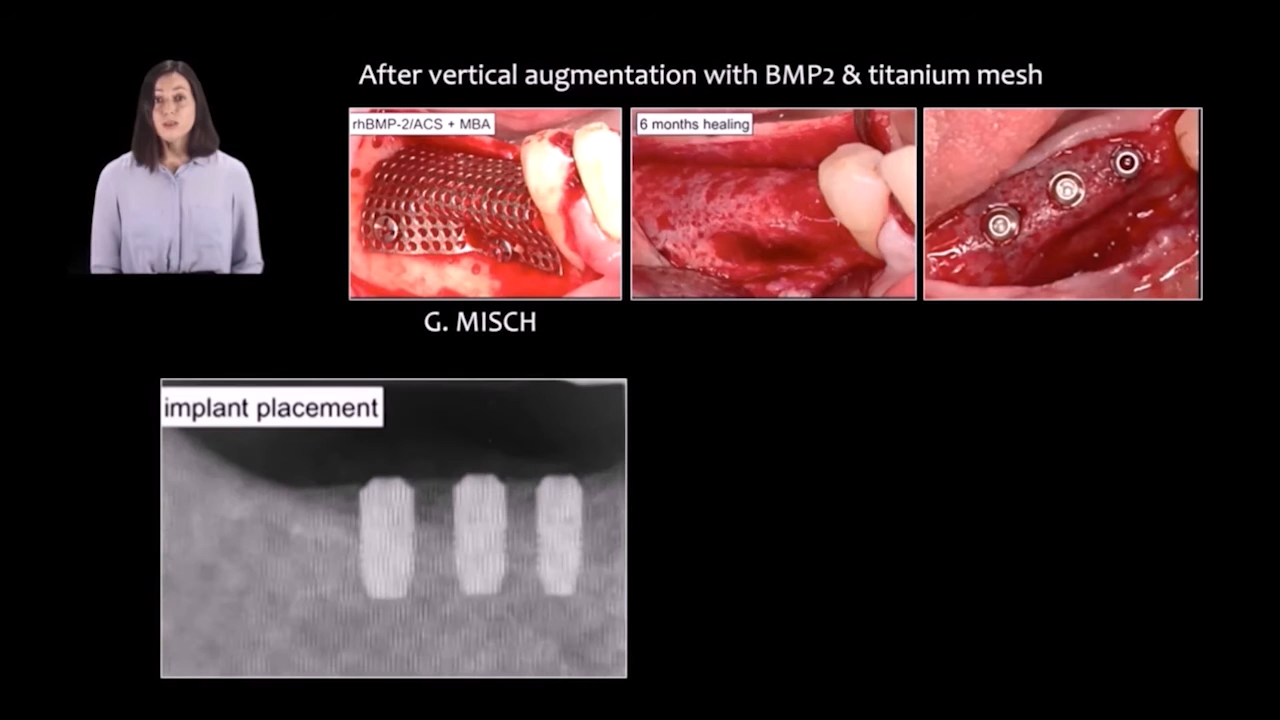 After vertical augmentation with BMP2 & titanium mesh
rhBMP-2/ACS + MBA
6 months healing
G. MISCH
implant placement